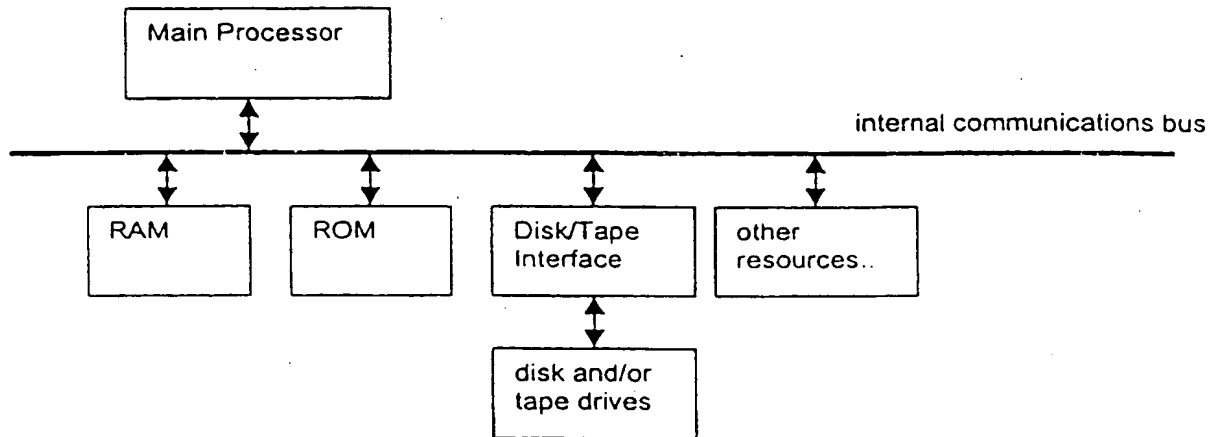 Main Processor
internal communications bus
RAM
ROM
Disk/Tape
Interface
other
resources..
disk and/or
tape drives